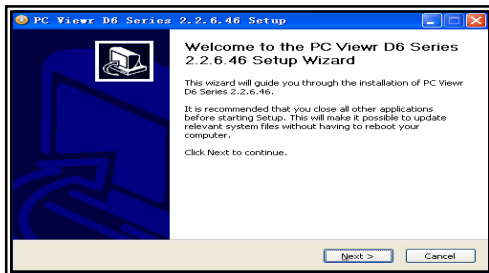 PC Viewr D6 Series 2.2.6.46 Setup
Welcome to the PC Viewr D6 Series
2.2.6.46 Setup Wizard
This wizard will guide you through the installation of PC Viewr
D6 Series 2.2.6.46.
It is recommended that you close all other applications
before starting Setup. This will make it possible to update
relevant system files without having to reboot your
computer.
Click Next to continue.
Next >
Cancel